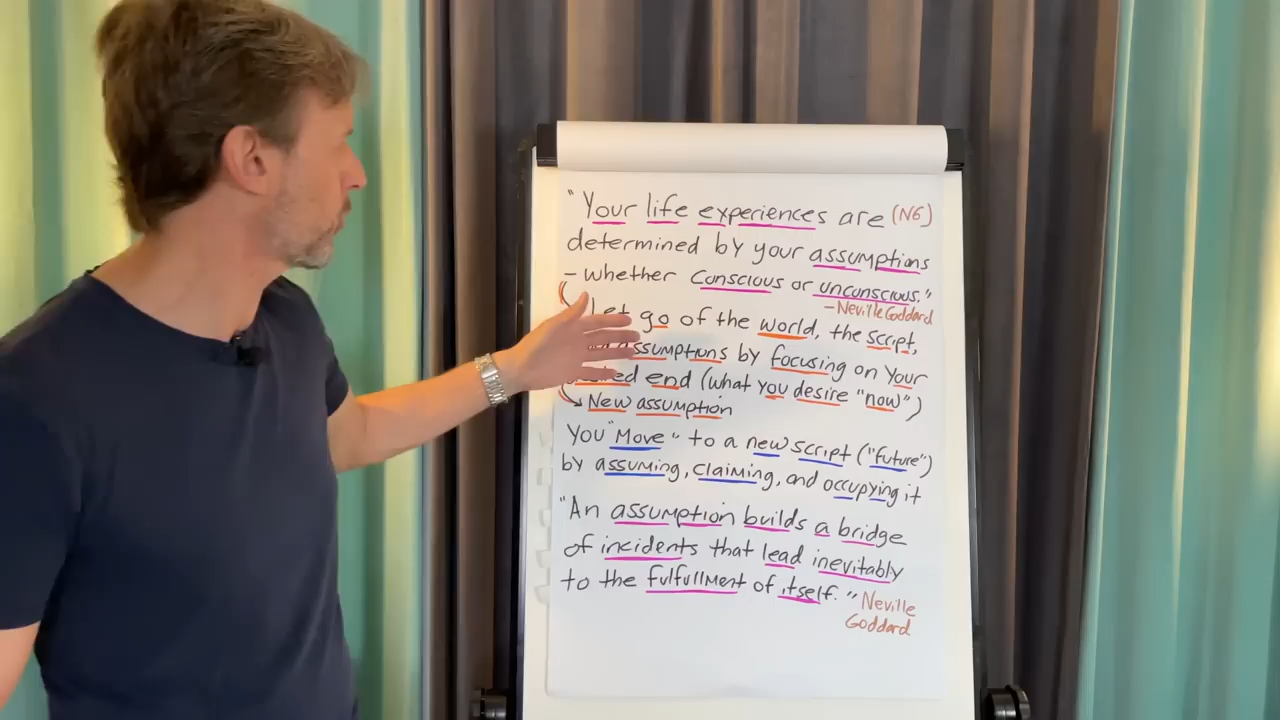 "Your life experiences are (N6)
determined by your assumptions
- whether conscious or unconscious."
- Neville Goddard
go of the world, the script,
assumptions by focusing on your
end (what you desire "now")
New assumption
You "Move" to a new script ("future")
by assuming, claiming, and occupying it
"An assumption builds a bridge
of incidents that lead inevitably
to the fulfullment of itself."
Neville
Goddard